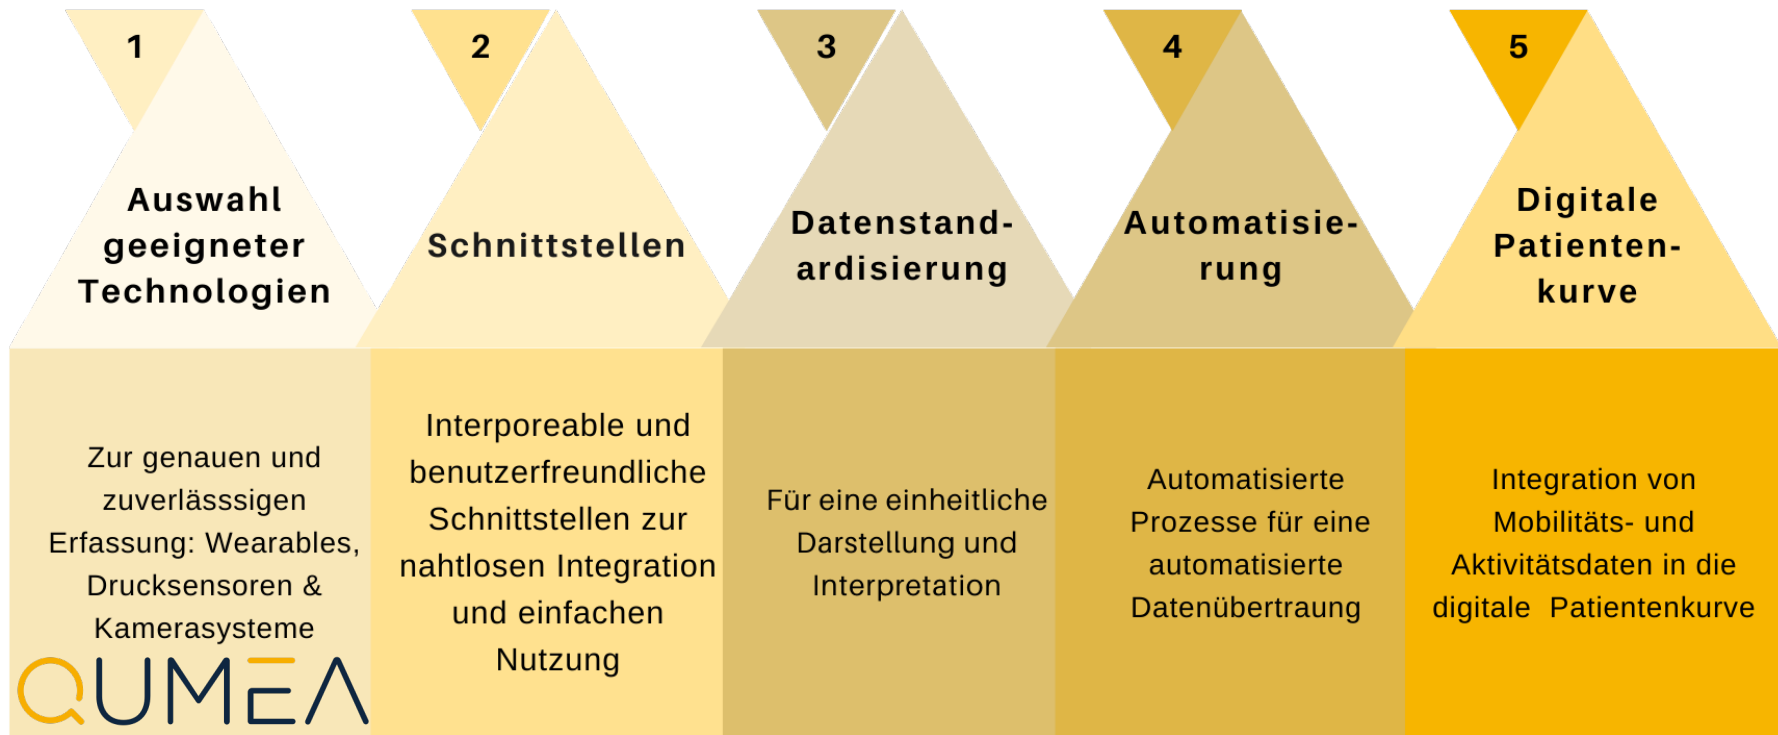 1
Auswahl
geeigneter
Technologien
Zur genauen und
zuverlässsigen
Erfassung: Wearables,
Drucksensoren &
Kamerasysteme
QUMEA
2
Schnittstellen
Interporeable und
benutzerfreundliche
Schnittstellen zur
nahtlosen Integration
und einfachen
Nutzung
3
Datenstand-
ardisierung
Für eine einheitliche
Darstellung und
Interpretation
4
Automatisie-
rung
Automatisierte
Prozesse für eine
automatisierte
Datenübertraung
5
Digitale
Patienten-
kurve
Integration von
Mobilitäts- und
Aktivitätsdaten in die
digitale  Patientenkurve